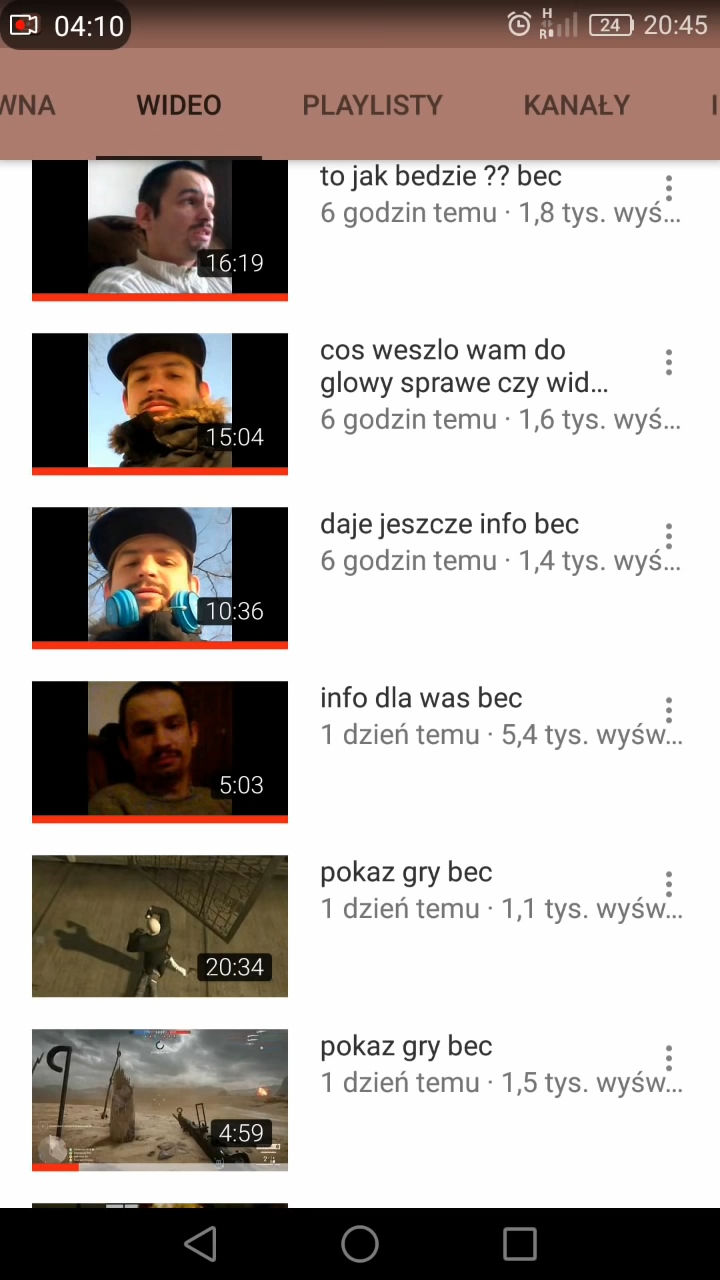 04:10
H
R
24
20:45
WNA
WIDEO
PLAYLISTY
KANAŁY
to jak bedzie ?? bec
6 godzin temu · 1,8 tys. wyś...
16:19
cos weszlo wam do
glowy sprawe czy wid...
6 godzin temu · 1,6 tys. wyś...
15:04
daje jeszcze info bec
6 godzin temu · 1,4 tys. wyś...
10:36
info dla was bec
1 dzień temu · 5,4 tys. wyśw...
5:03
pokaz gry bec
1 dzień temu · 1,1 tys. wyśw...
20:34
pokaz gry bec
1 dzień temu · 1,5 tys. wyśw...
4:59